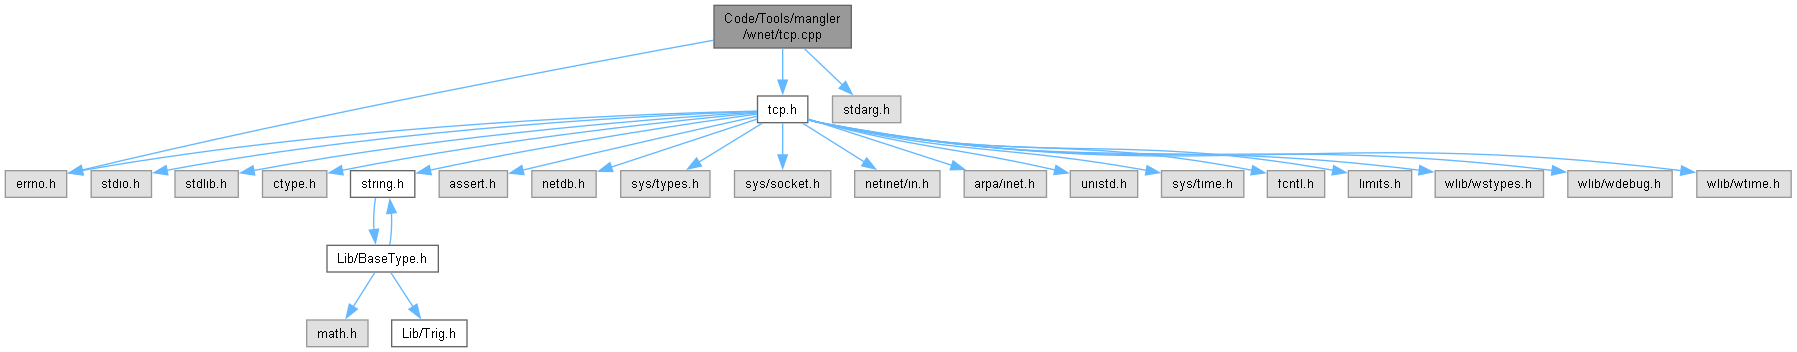 Code/Tools/mangler
/wnet/tcp.cpp
tcp.h
stdarg.h
errno.h
stdio.h
stdlib.h
ctype.h
string.h
assert.h
netdb.h
sys/types.h
sys/socket.h
netinet/in.h
arpa/inet.h
unistd.h
sys/time.h
fcntl.h
limits.h
wlib/wstypes.h
wlib/wdebug.h
wlib/wtime.h
Lib/BaseType.h
math.h
Lib/Trig.h